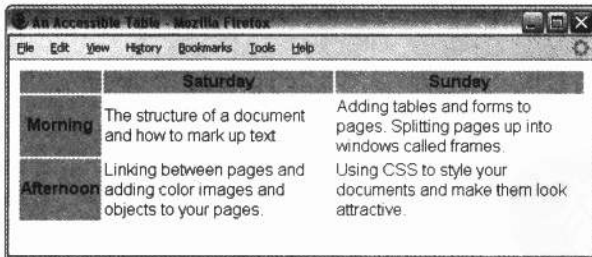 An Accessible Table - Mozilla Firefox
File Edit View History Bookmarks Tools Help
Saturday Sunday
Morning
The structure of a document
and how to mark up text
Adding tables and forms to
pages. Splitting pages up into
windows called frames.
Afternoon
Linking between pages and
adding color images and
objects to your pages.
Using CSS to style your
documents and make them look
attractive.